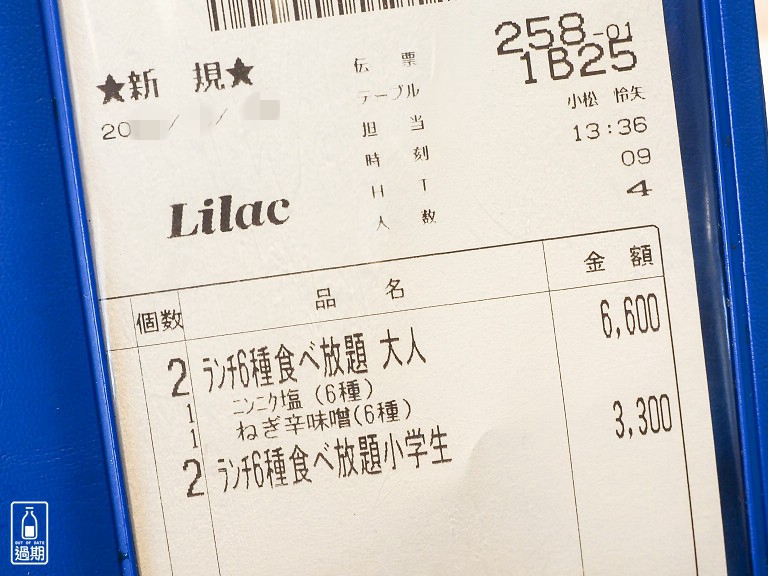 ★新 規★
伝 票 258-01
テーブル 1B25
担 当 小松 怜矢
時 刻 13:36
H T 09
人 数 4
20 / /
Lilac
個数 品 名 金 額
2 ランチ6種食べ放題 大人 6,600
1 ニンニク塩 (6種)
1 ねぎ辛味噌(6種)
2 ランチ6種食べ放題小学生 3,300
OUT OF DATE
過期